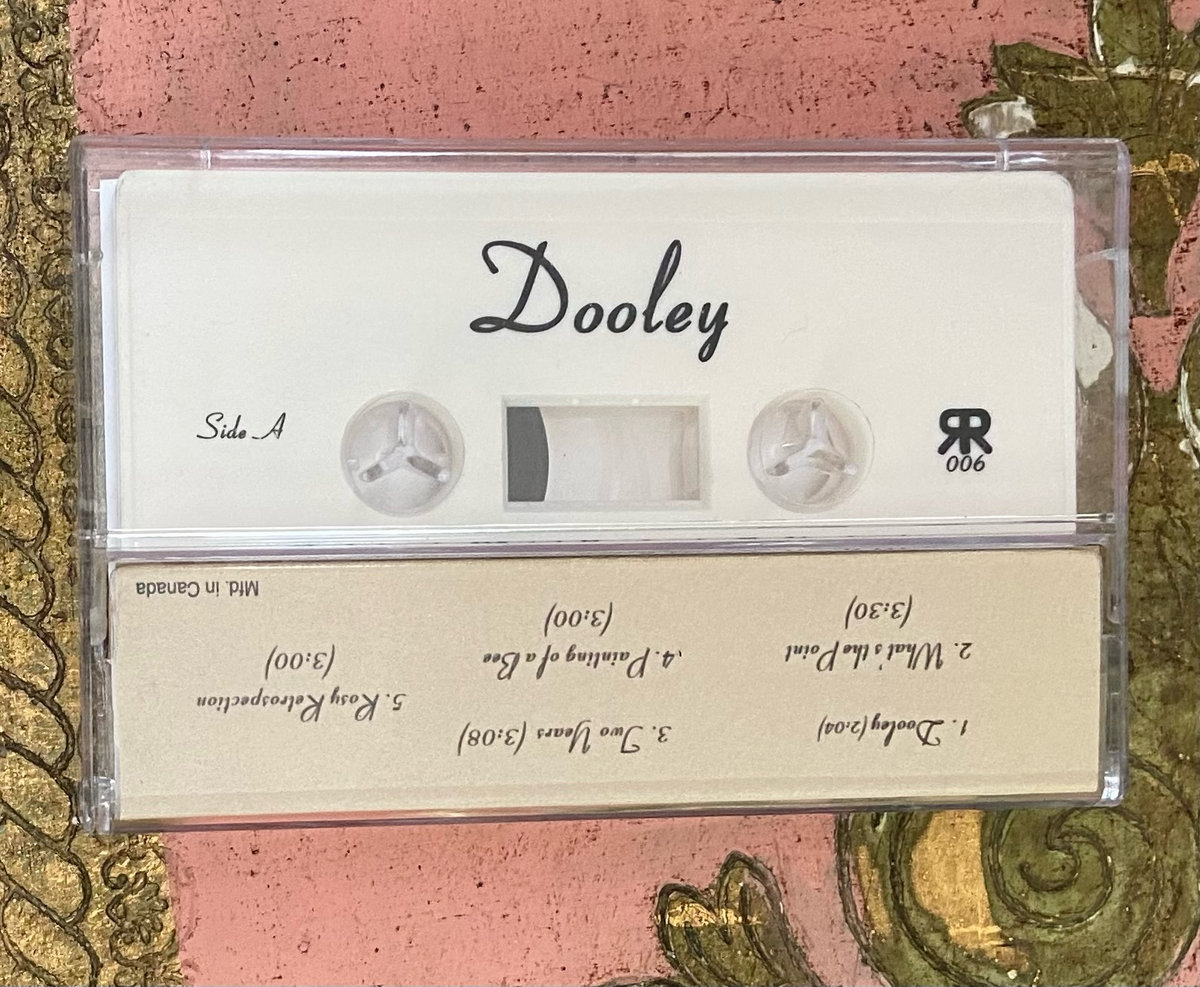 Dooley
Side A
RR
006
1. Dooley (2:04)
2. What's the Point
(3:30)
3. Two Years (3:08)
4. Painting of a Bee
(3:00)
5. Rosy Retrospection
(3:00)
Mfd. in Canada